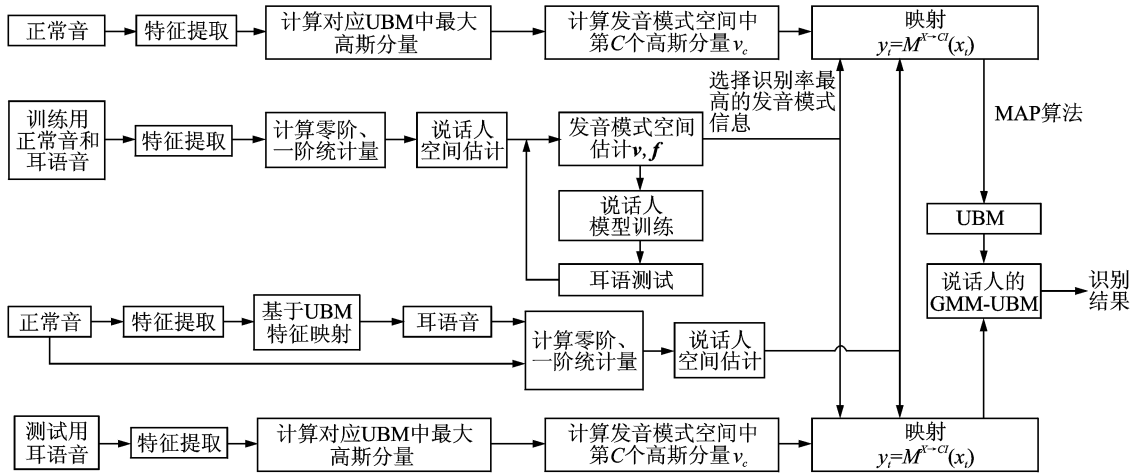 正常音
特征提取
计算对应UBM中最大
高斯分量
计算发音模式空间中
第C个高斯分量v_c
映射
y_t=M^{X→CI}(x_t)
选择识别率最
高的发音模式
信息
MAP算法
训练用
正常音和
耳语音
特征提取
计算零阶、
一阶统计量
说话人
空间估计
发音模式空间
估计v,f
说话人
模型训练
耳语测试
UBM
说话人的
GMM-UBM
识别
结果
正常音
特征提取
基于UBM
特征映射
耳语音
计算零阶、
一阶统计量
说话人
空间估计
测试用
耳语音
特征提取
计算对应UBM中最大
高斯分量
计算发音模式空间中
第C个高斯分量v_c
映射
y_t=M^{X→CI}(x_t)